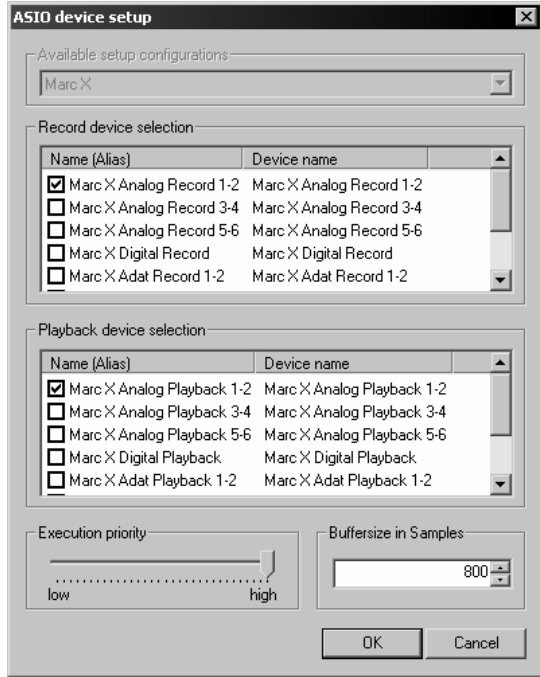 ASIO device setup
Available setup configurations
Marc X
Record device selection
Name (Alias) Device name
Marc X Analog Record 1-2 Marc X Analog Record 1-2
Marc X Analog Record 3-4 Marc X Analog Record 3-4
Marc X Analog Record 5-6 Marc X Analog Record 5-6
Marc X Digital Record Marc X Digital Record
Marc X Adat Record 1-2 Marc X Adat Record 1-2
Playback device selection
Name (Alias) Device name
Marc X Analog Playback 1-2 Marc X Analog Playback 1-2
Marc X Analog Playback 3-4 Marc X Analog Playback 3-4
Marc X Analog Playback 5-6 Marc X Analog Playback 5-6
Marc X Digital Playback Marc X Digital Playback
Marc X Adat Playback 1-2 Marc X Adat Playback 1-2
Execution priority Buffersize in Samples
800
low high
OK Cancel